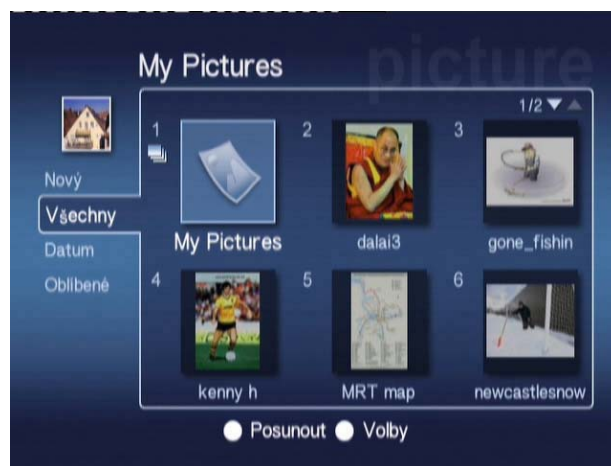 picture
My Pictures
1/2
1 2 3
Nový
Všechny
Datum
Oblíbené
My Pictures dalai3 gone_fishin
4 5 6
kenny h MRT map newcastlesnow
Posunout Volby